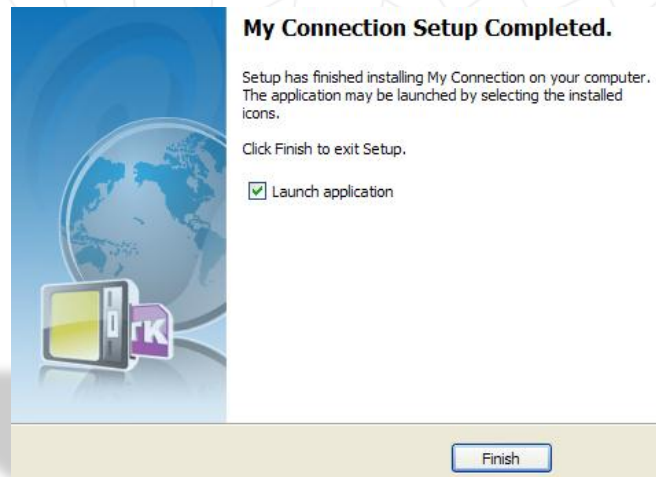 My Connection Setup Completed.
Setup has finished installing My Connection on your computer.
The application may be launched by selecting the installed
icons.
Click Finish to exit Setup.
Launch application
ТК
Finish